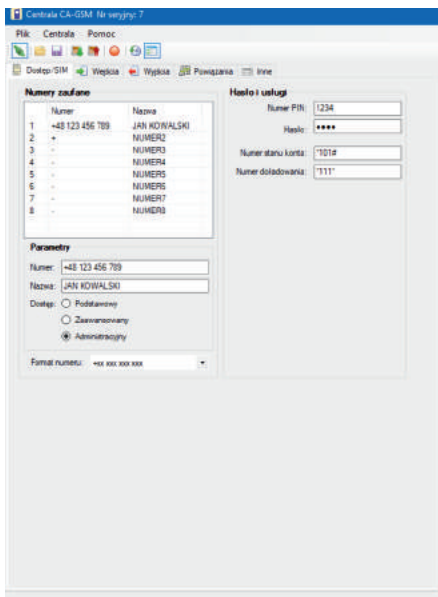 Centrala CA-GSM Nr seryjny: 7
Plik Centrala Pomoc
Dostęp/SIM Wejścia Wyjścia Powiązania Inne
Numery zaufane
Numer Nazwa
1 +48 123 456 789 JAN KOWALSKI
2 + NUMER2
3 - NUMER3
4 - NUMER4
5 - NUMER5
6 - NUMER6
7 - NUMER7
8 - NUMER8
Parametry
Numer: +48 123 456 789
Nazwa: JAN KOWALSKI
Dostęp: Podstawowy
Zaawansowany
Administracyjny
Format numeru: +xx xxx xxx xxx
Hasło i usługi
Numer PIN: 1234
Hasło: ••••
Numer stanu konta: *101#
Numer doładowania: *111*